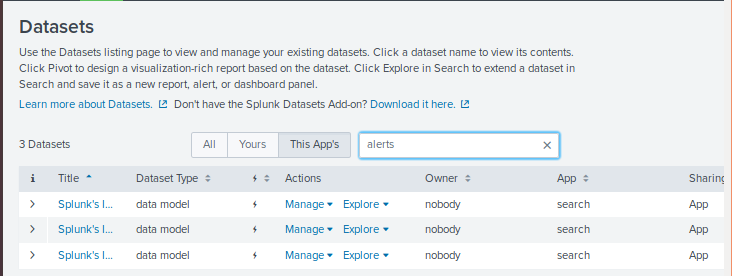 Datasets
Use the Datasets listing page to view and manage your existing datasets. Click a dataset name to view its contents.
Click Pivot to design a visualization-rich report based on the dataset. Click Explore in Search to extend a dataset in
Search and save it as a new report, alert, or dashboard panel.
Learn more about Datasets. Don't have the Splunk Datasets Add-on? Download it here.
3 Datasets All Yours This App's alerts
i Title Dataset Type Actions Owner App Sharing
Splunk's I... data model Manage Explore nobody search App
Splunk's I... data model Manage Explore nobody search App
Splunk's I... data model Manage Explore nobody search App